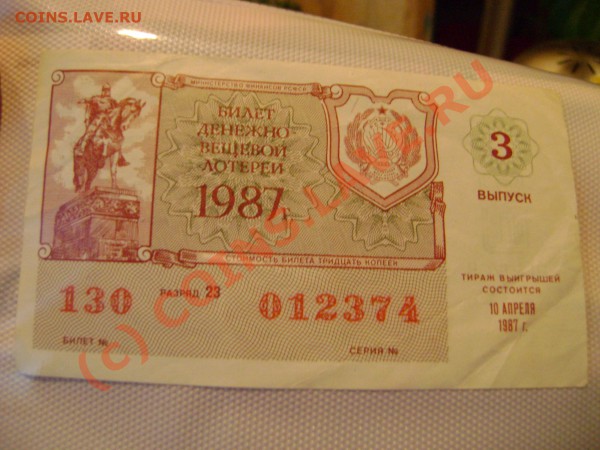 COINS.LAVE.RU
МИНИСТЕРСТВО ФИНАНСОВ РСФСР
БИЛЕТ
ДЕНЕЖНО
ВЕЩЕВОЙ
ЛОТЕРЕИ
1987г.
СТОИМОСТЬ БИЛЕТА ТРИДЦАТЬ КОПЕЕК
3
ВЫПУСК
130 РАЗРЯД 23 012374
БИЛЕТ № СЕРИЯ №
ТИРАЖ ВЫИГРЫШЕЙ
СОСТОИТСЯ
10 АПРЕЛЯ
1987 г.
(c) COINS.LAVE.RU